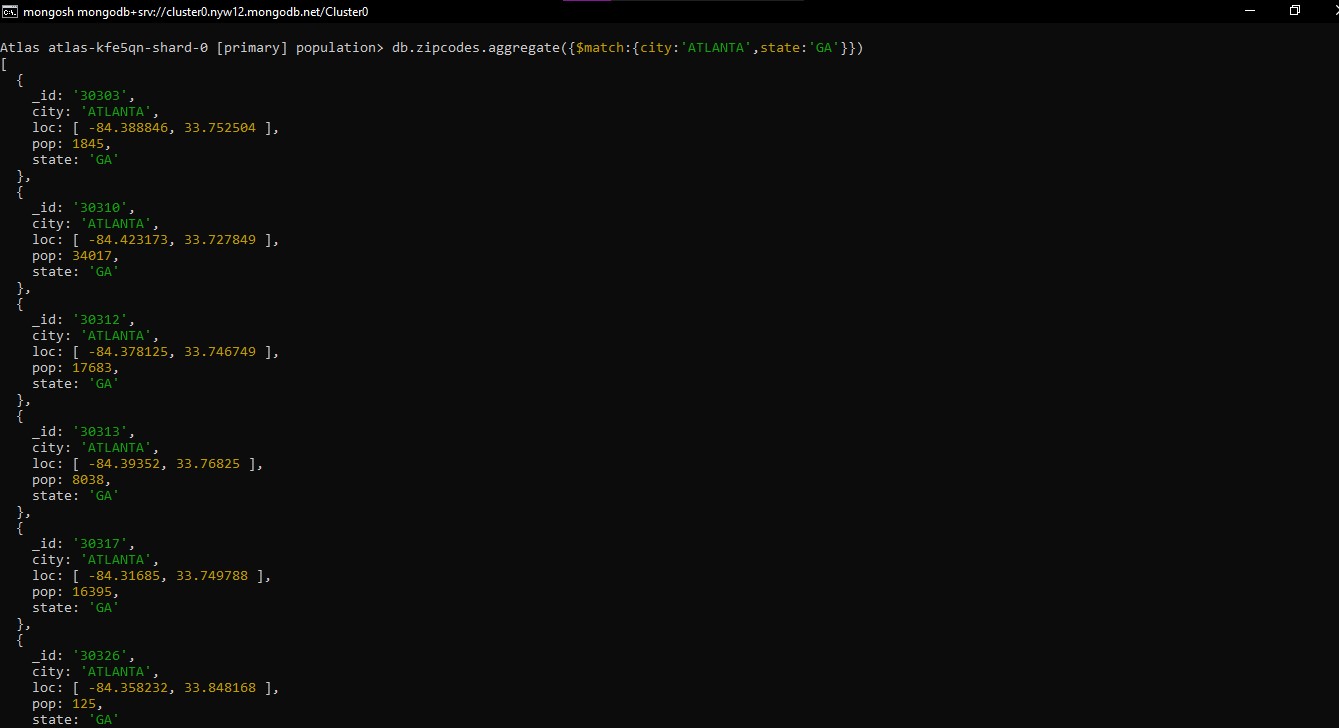 mongosh mongodb+srv://cluster0.nyw12.mongodb.net/Cluster0
Atlas atlas-kfe5qn-shard-0 [primary] population> db.zipcodes.aggregate({$match:{city:'ATLANTA',state:'GA'}})
[
  {
    _id: '30303',
    city: 'ATLANTA',
    loc: [ -84.388846, 33.752504 ],
    pop: 1845,
    state: 'GA'
  },
  {
    _id: '30310',
    city: 'ATLANTA',
    loc: [ -84.423173, 33.727849 ],
    pop: 34017,
    state: 'GA'
  },
  {
    _id: '30312',
    city: 'ATLANTA',
    loc: [ -84.378125, 33.746749 ],
    pop: 17683,
    state: 'GA'
  },
  {
    _id: '30313',
    city: 'ATLANTA',
    loc: [ -84.39352, 33.76825 ],
    pop: 8038,
    state: 'GA'
  },
  {
    _id: '30317',
    city: 'ATLANTA',
    loc: [ -84.31685, 33.749788 ],
    pop: 16395,
    state: 'GA'
  },
  {
    _id: '30326',
    city: 'ATLANTA',
    loc: [ -84.358232, 33.848168 ],
    pop: 125,
    state: 'GA'